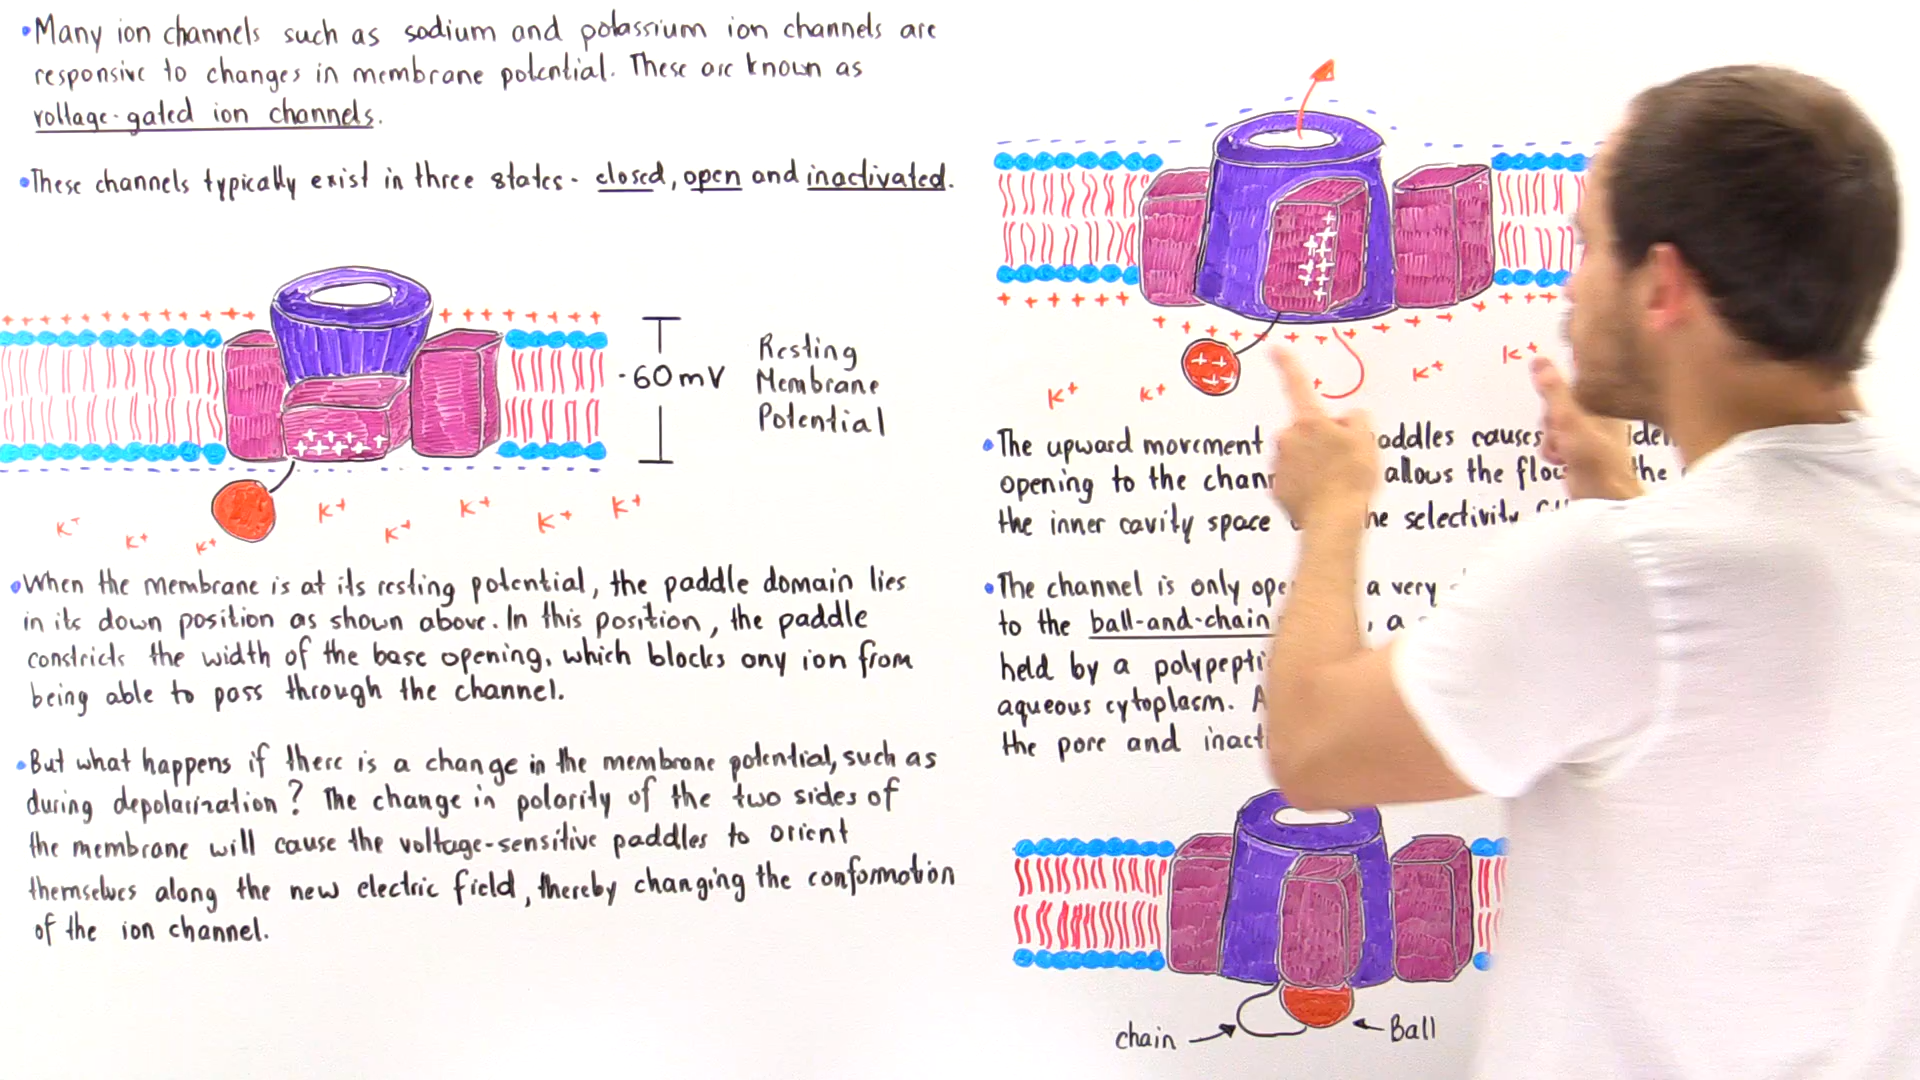 •Many ion channels such as sodium and potassium ion channels are
responsive to changes in membrane potential. These are known as
voltage-gated ion channels.
•These channels typically exist in three states - closed, open and inactivated.
+ + + + + + + + + + + + + + + + + + + + + +
-60mV
Resting
Membrane
Potential
+ + + + + + + + +
K+ K+ K+ K+ K+ K+ K+ K+
•When the membrane is at its resting potential, the paddle domain lies
in its down position as shown above. In this position, the paddle
constricts the width of the base opening, which blocks any ion from
being able to pass through the channel.
•But what happens if there is a change in the membrane potential, such as
during depolarization? The change in polarity of the two sides of
the membrane will cause the voltage-sensitive paddles to orient
themselves along the new electric field, thereby changing the conformation
of the ion channel.
K+ K+ K+ K+
•The upward movement causes
opening to the allows the the
the inner cavity space selectivity
•The channel is only a very
to the ball-and-chain , a
held by a
aqueous cytoplasm.
the pore and
chain
Ball